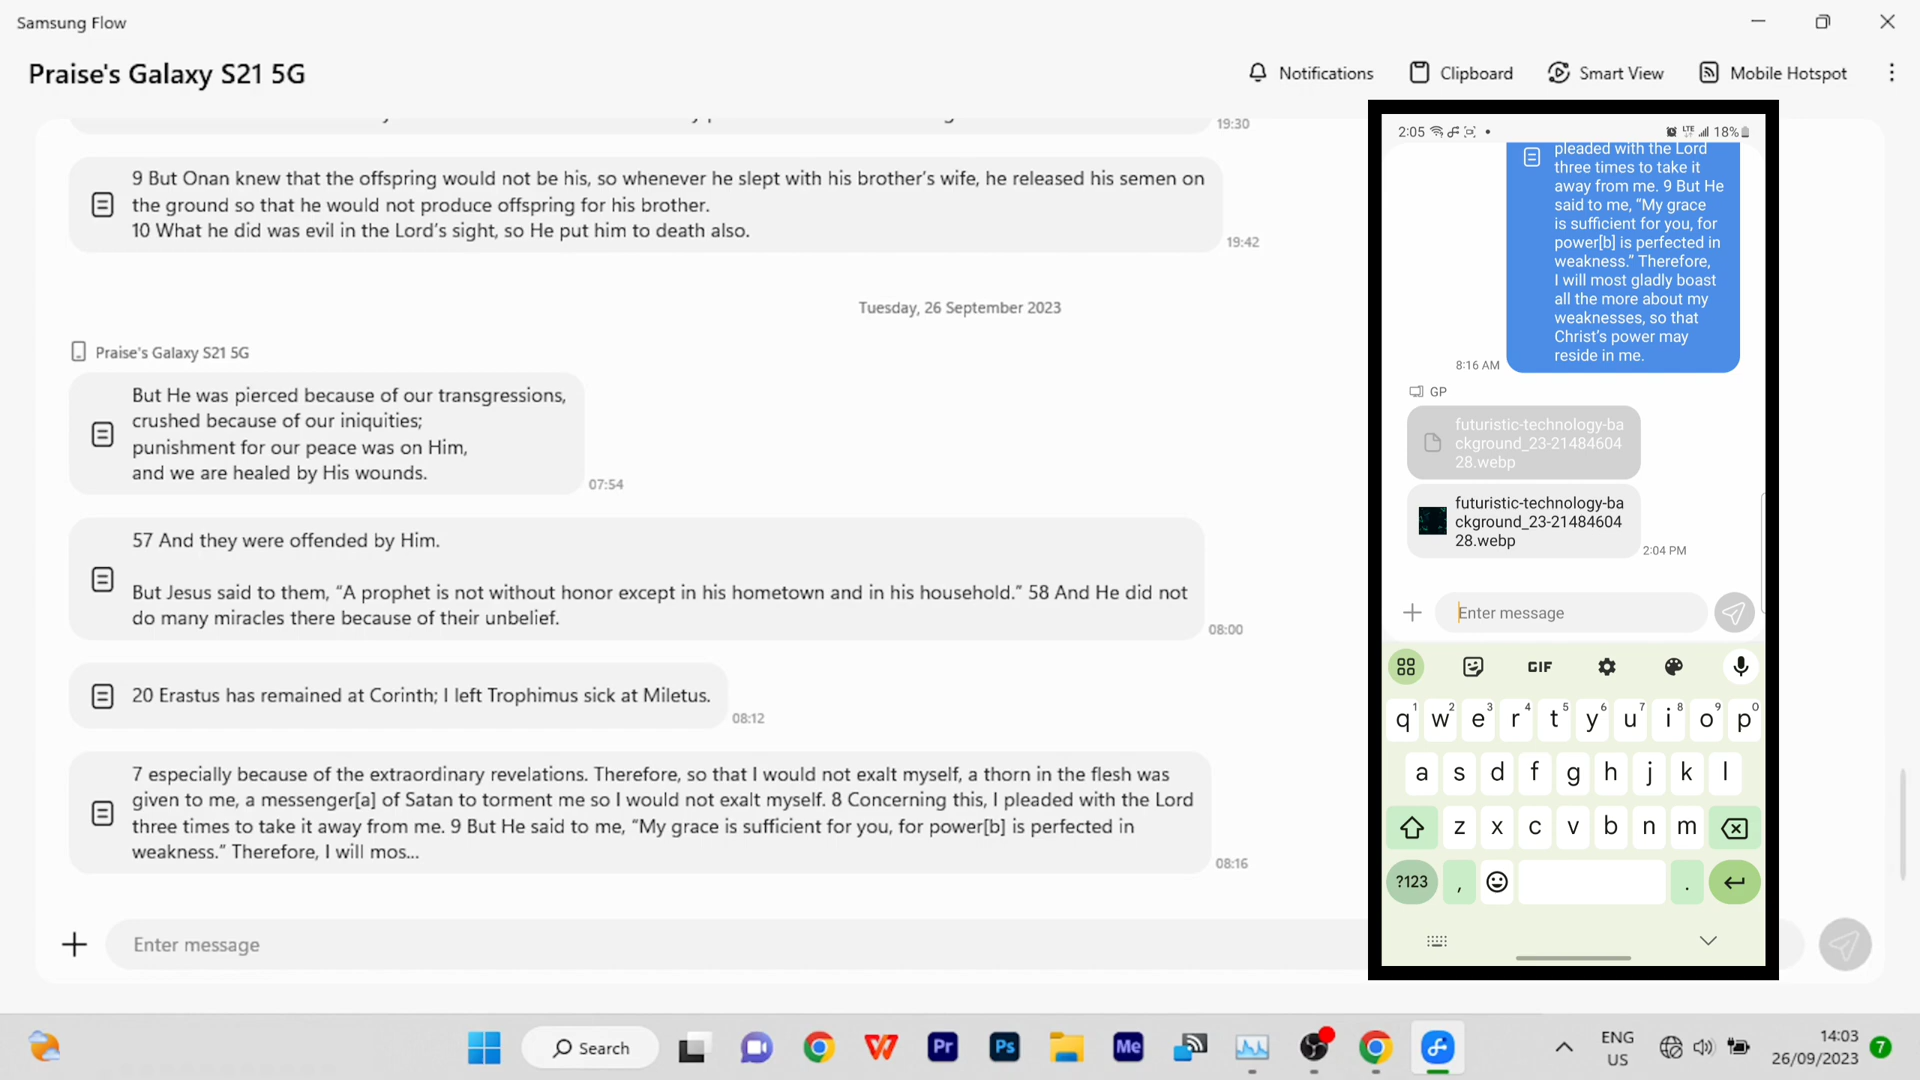 Samsung Flow
Praise's Galaxy S21 5G
Notifications
Clipboard
Smart View
Mobile Hotspot
19:30
9 But Onan knew that the offspring would not be his, so whenever he slept with his brother’s wife, he released his semen on
the ground so that he would not produce offspring for his brother.
10 What he did was evil in the Lord’s sight, so He put him to death also.
19:42
Tuesday, 26 September 2023
Praise's Galaxy S21 5G
But He was pierced because of our transgressions,
crushed because of our iniquities;
punishment for our peace was on Him,
and we are healed by His wounds.
07:54
57 And they were offended by Him.
But Jesus said to them, “A prophet is not without honor except in his hometown and in his household.” 58 And He did not
do many miracles there because of their unbelief.
08:00
20 Erastus has remained at Corinth; I left Trophimus sick at Miletus.
08:12
7 especially because of the extraordinary revelations. Therefore, so that I would not exalt myself, a thorn in the flesh was
given to me, a messenger[a] of Satan to torment me so I would not exalt myself. 8 Concerning this, I pleaded with the Lord
three times to take it away from me. 9 But He said to me, “My grace is sufficient for you, for power[b] is perfected in
weakness.” Therefore, I will mos...
08:16
Enter message
2:05
LTE
18%
pleaded with the Lord
three times to take it
away from me. 9 But He
said to me, “My grace
is sufficient for you, for
power[b] is perfected in
weakness.” Therefore,
I will most gladly boast
all the more about my
weaknesses, so that
Christ’s power may
reside in me.
8:16 AM
GP
futuristic-technology-ba
ckground_23-21484604
28.webp
futuristic-technology-ba
ckground_23-21484604
28.webp
2:04 PM
Enter message
GIF
q1 w2 e3 r4 t5 y6 u7 i8 o9 p0
a s d f g h j k l
z x c v b n m
?123 , .
Search
W
Pr
Ps
Me
ENG
US
14:03
26/09/2023
7